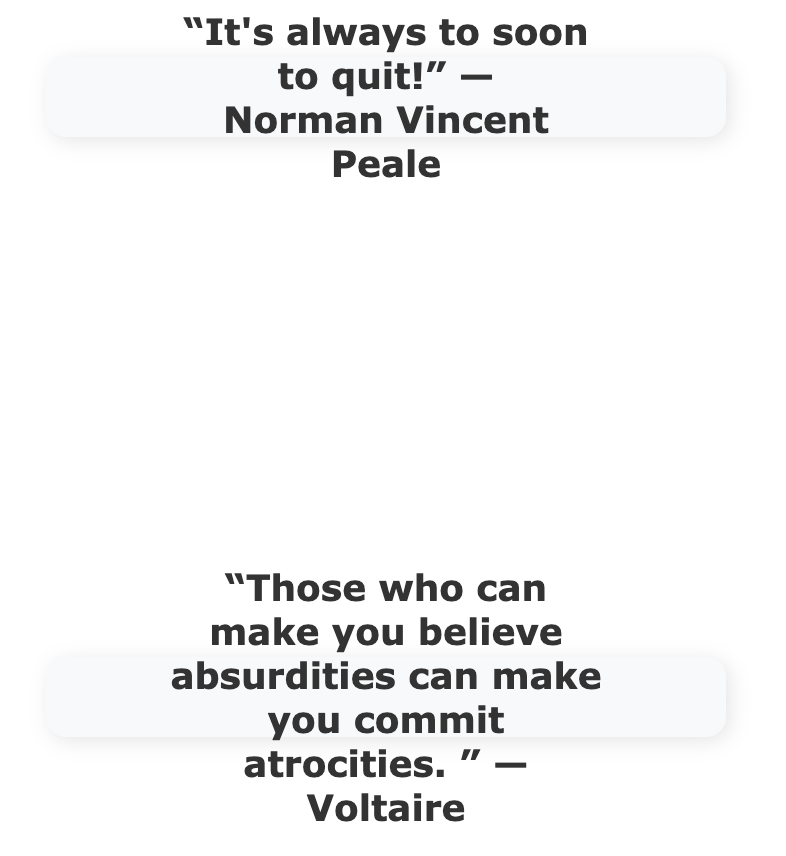 “It's always to soon
to quit!” —
Norman Vincent
Peale
“Those who can
make you believe
absurdities can make
you commit
atrocities. ” —
Voltaire